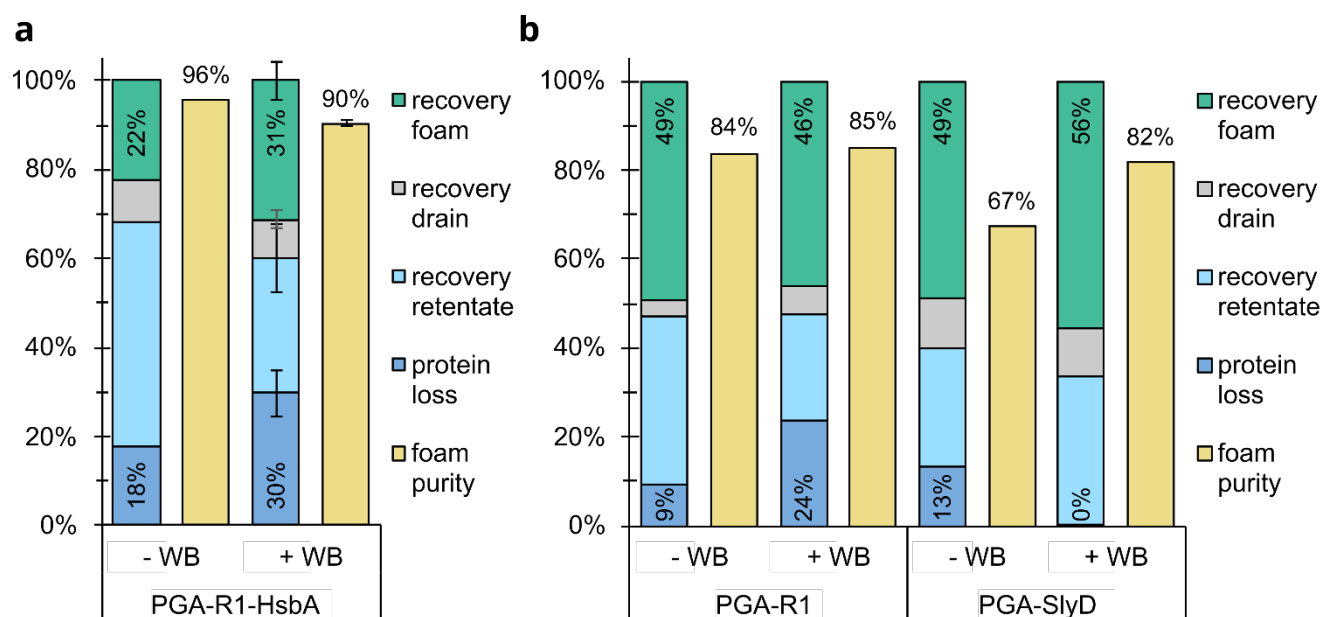 a
100%
80%
60%
40%
20%
0%
22%
18%
96%
31%
30%
90%
recovery
foam
recovery
drain
recovery
retentate
protein
loss
foam
purity
- WB
+ WB
PGA-R1-HsbA
b
100%
80%
60%
40%
20%
0%
49%
9%
84%
46%
24%
85%
49%
13%
67%
56%
0%
82%
recovery
foam
recovery
drain
recovery
retentate
protein
loss
foam
purity
- WB
+ WB
- WB
+ WB
PGA-R1
PGA-SlyD